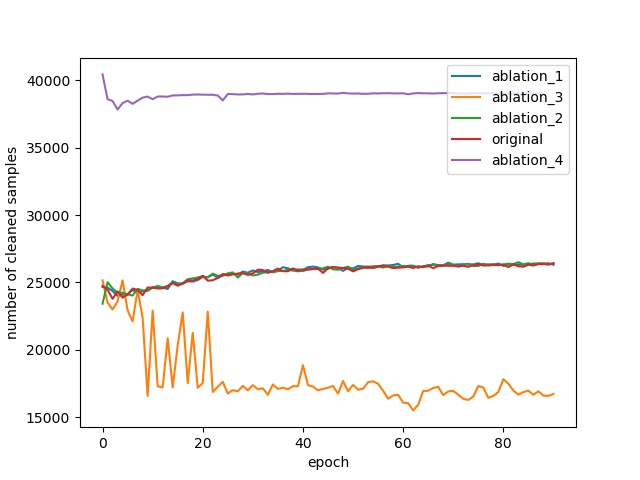 number of cleaned samples
40000
35000
30000
25000
20000
15000
0
20
40
60
80
epoch
ablation_1
ablation_3
ablation_2
original
ablation_4